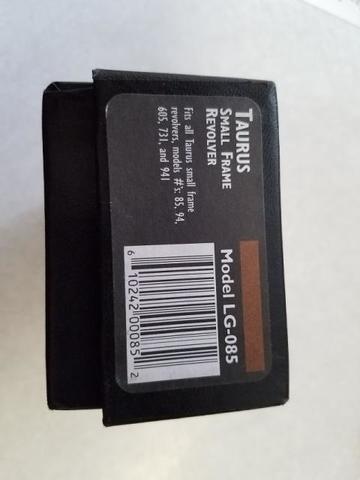 TAURUS
SMALL FRAME
REVOLVER
Fits all Taurus small frame
revolvers, models #'s: 85, 94,
605, 731, and 941
Model LG-085
6 10242 00085 2